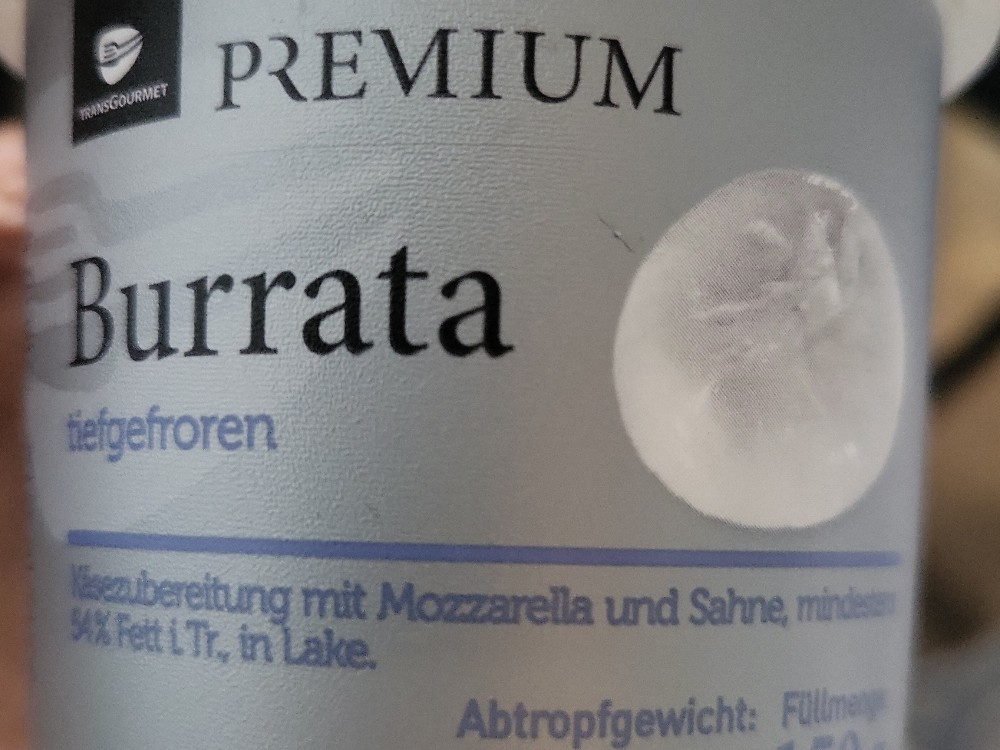 TRANSGOURMET
PREMIUM
Burrata
tiefgefroren
Käsezubereitung mit Mozzarella und Sahne, mindestens
54% Fett i. Tr., in Lake.
Abtropfgewicht: Füllmenge